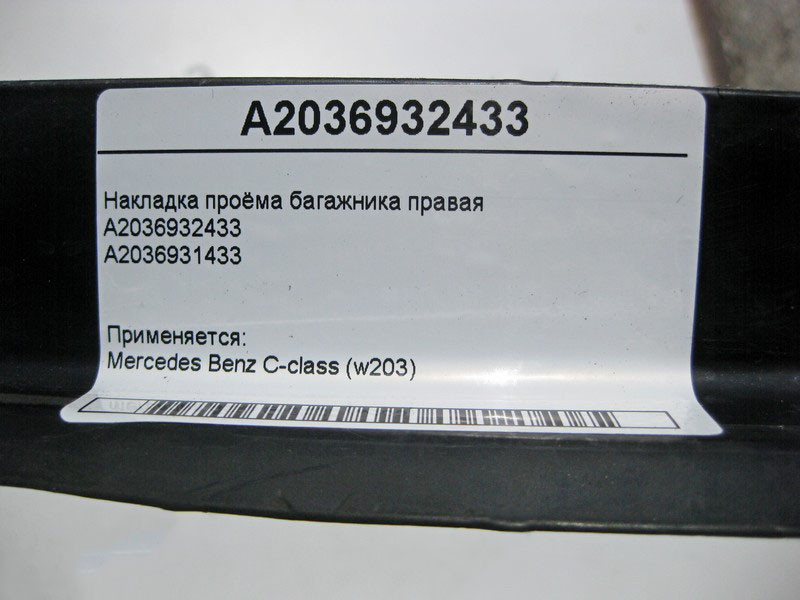 A2036932433
Накладка проёма багажника правая
A2036932433
A2036931433
Применяется:
Mercedes Benz C-class (w203)